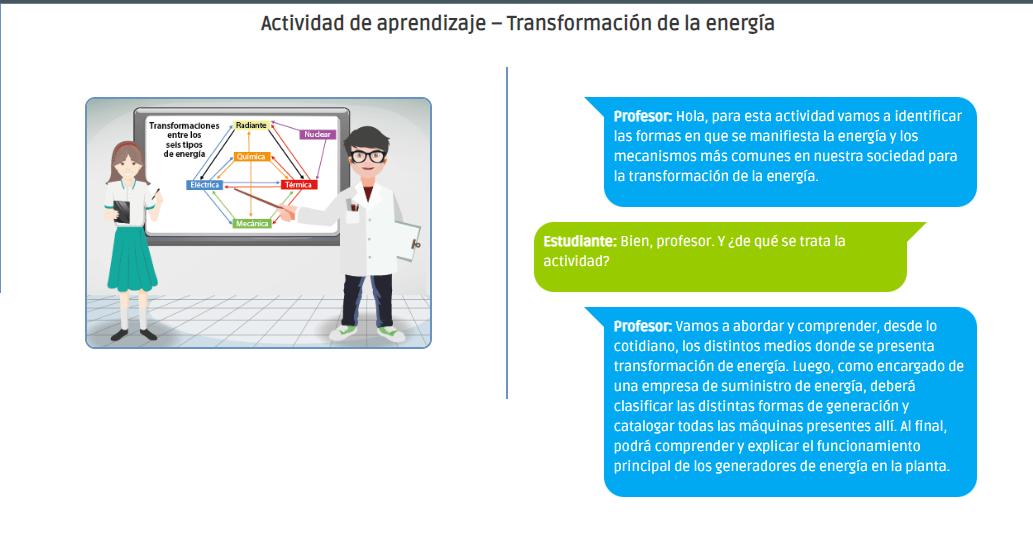 Actividad de aprendizaje – Transformación de la energía
Transformaciones
entre los
seis tipos
de energía
Radiante
Nuclear
Química
Eléctrica
Térmica
Mecánica
Profesor: Hola, para esta actividad vamos a identificar
las formas en que se manifiesta la energía y los
mecanismos más comunes en nuestra sociedad para
la transformación de la energía.
Estudiante: Bien, profesor. Y ¿de qué se trata la
actividad?
Profesor: Vamos a abordar y comprender, desde lo
cotidiano, los distintos medios donde se presenta
transformación de energía. Luego, como encargado de
una empresa de suministro de energía, deberá
clasificar las distintas formas de generación y
catalogar todas las máquinas presentes allí. Al final,
podrá comprender y explicar el funcionamiento
principal de los generadores de energía en la planta.